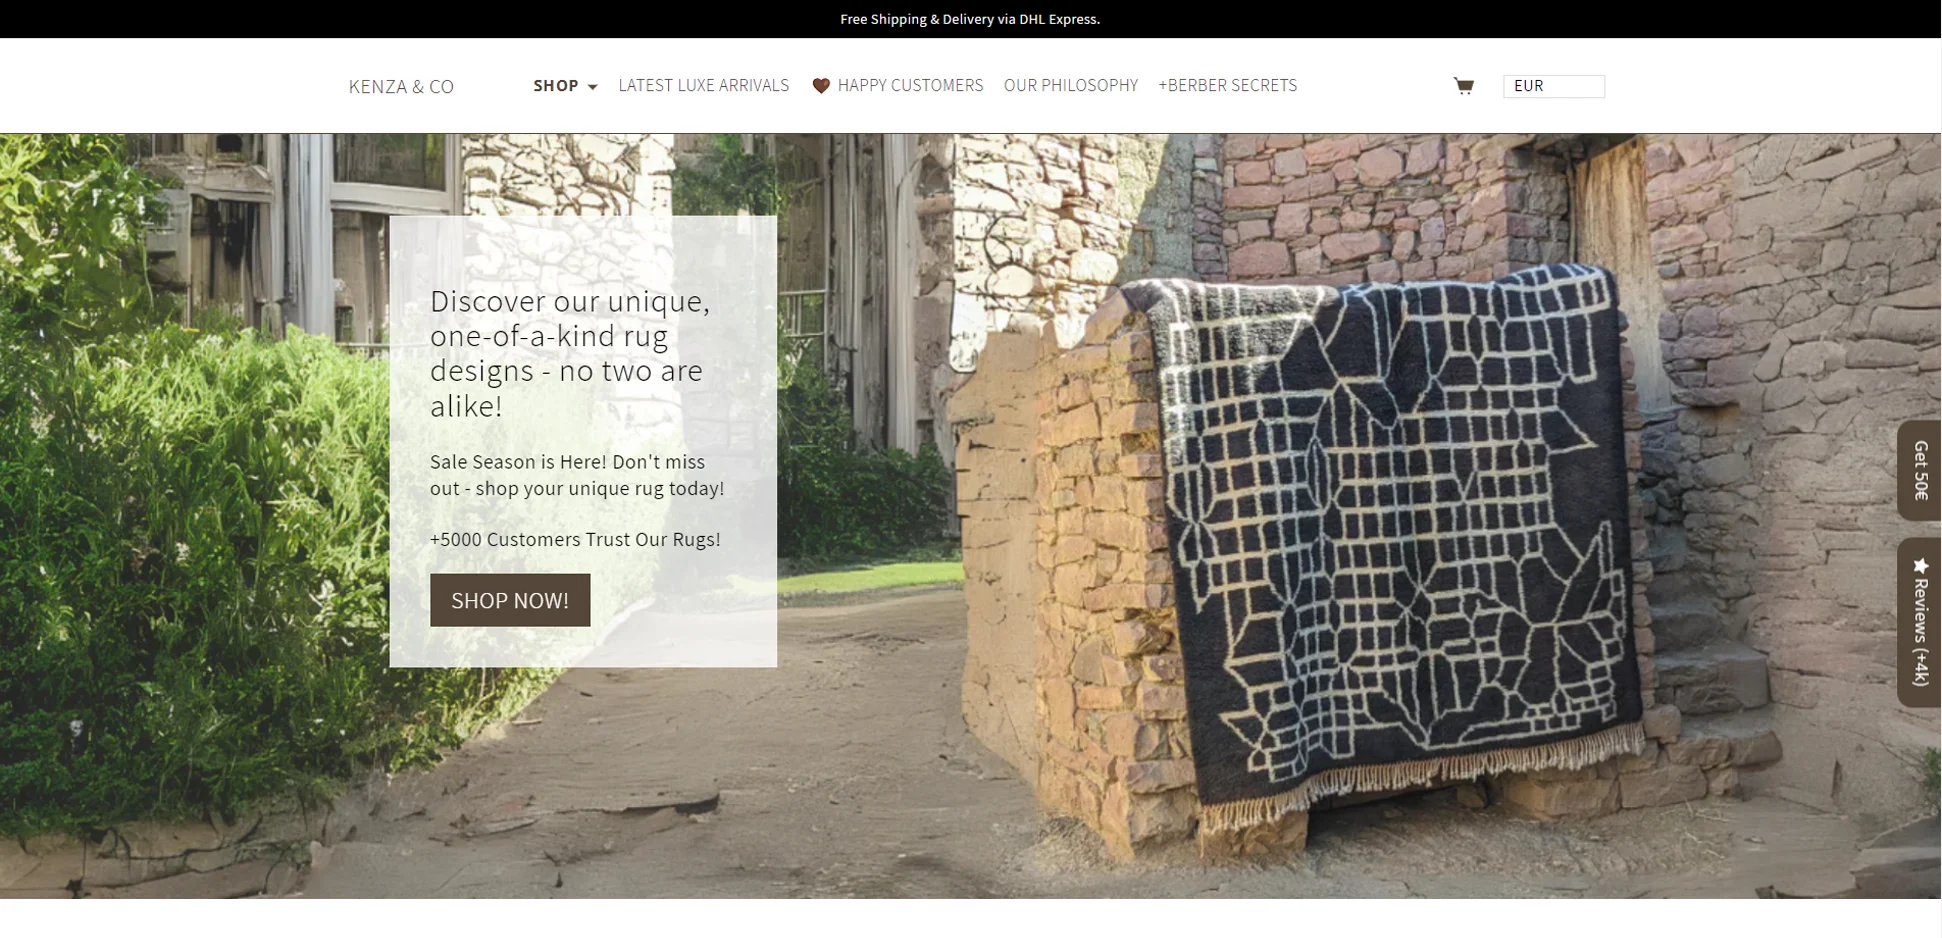 Free Shipping & Delivery via DHL Express.
KENZA & CO
SHOP
LATEST LUXE ARRIVALS
HAPPY CUSTOMERS
OUR PHILOSOPHY
+BERBER SECRETS
EUR
Discover our unique,
one-of-a-kind rug
designs - no two are
alike!
Sale Season is Here! Don't miss
out - shop your unique rug today!
+5000 Customers Trust Our Rugs!
SHOP NOW!
Get 50€
Reviews (+4k)